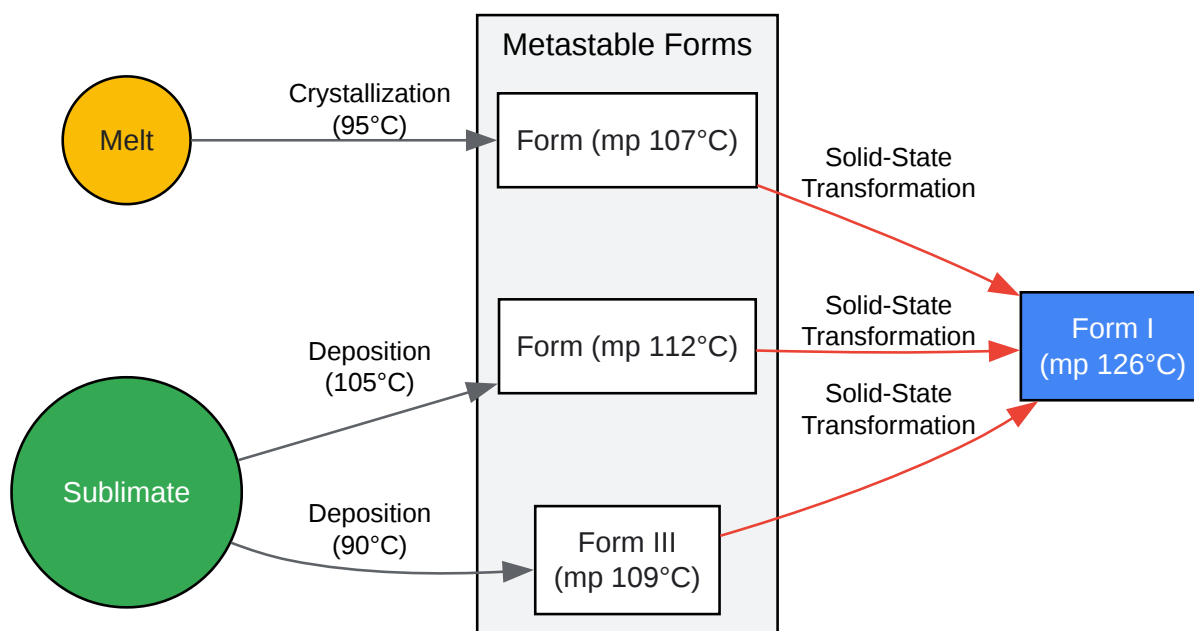 Metastable Forms
Melt
Crystallization
(95°C)
Form (mp 107°C)
Solid-State
Transformation
Sublimate
Deposition
(105°C)
Form (mp 112°C)
Solid-State
Transformation
Deposition
(90°C)
Form III
(mp 109°C)
Solid-State
Transformation
Form I
(mp 126°C)